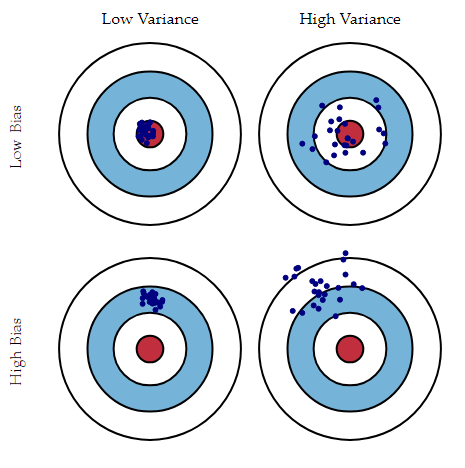 Low Variance
High Variance
Low Bias
High Bias